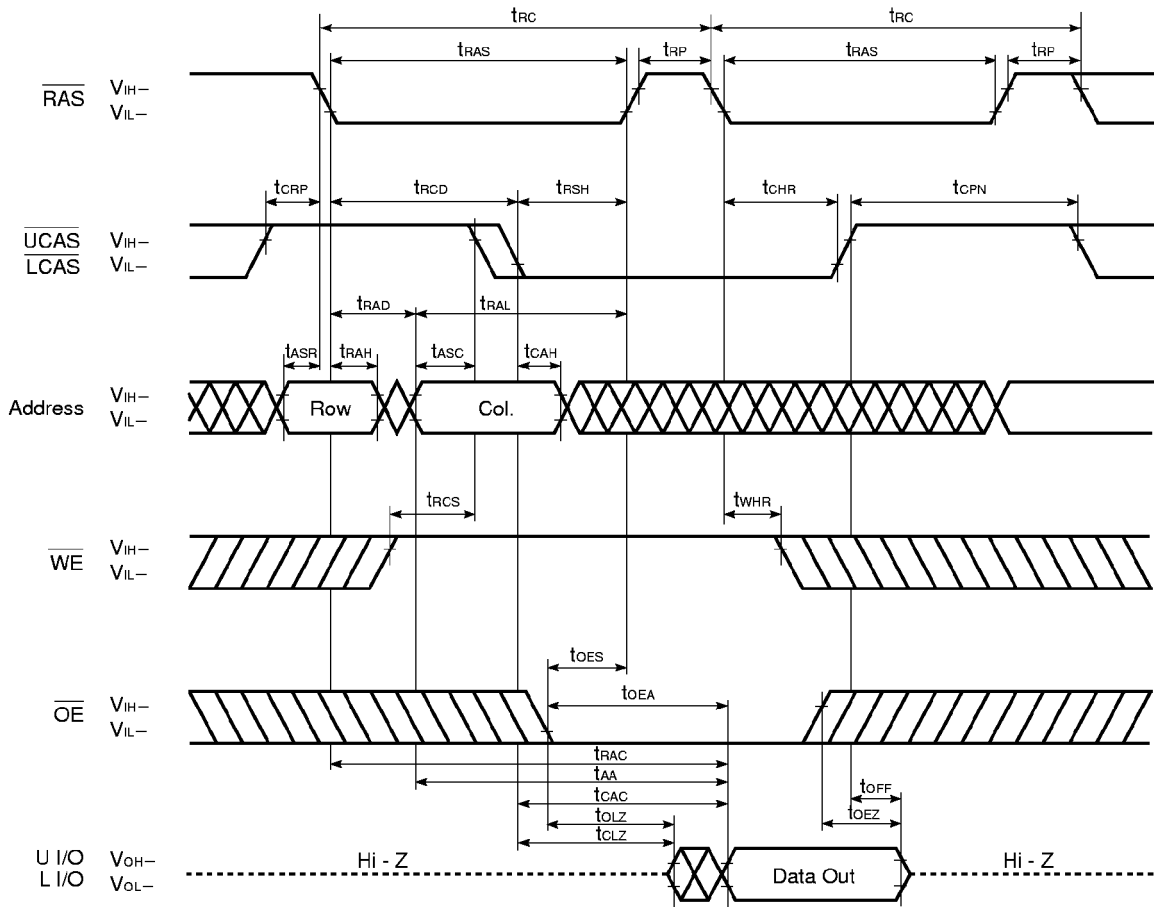 tRC tRC
tRAS tRP tRAS tRP
RAS VIH–
VIL–
tCRP tRCD tRSH tCHR tCPN
UCAS VIH–
LCAS VIL–
tRAD tRAL
tASR tRAH tASC tCAH
Address VIH–
VIL–
Row Col.
tRCS tWHR
WE VIH–
VIL–
tOES
tOEA
OE VIH–
VIL–
tRAC
tAA
tCAC tOFF
tOLZ tOEZ
tCLZ
U I/O VOH–
L I/O VOL–
Hi - Z Data Out Hi - Z